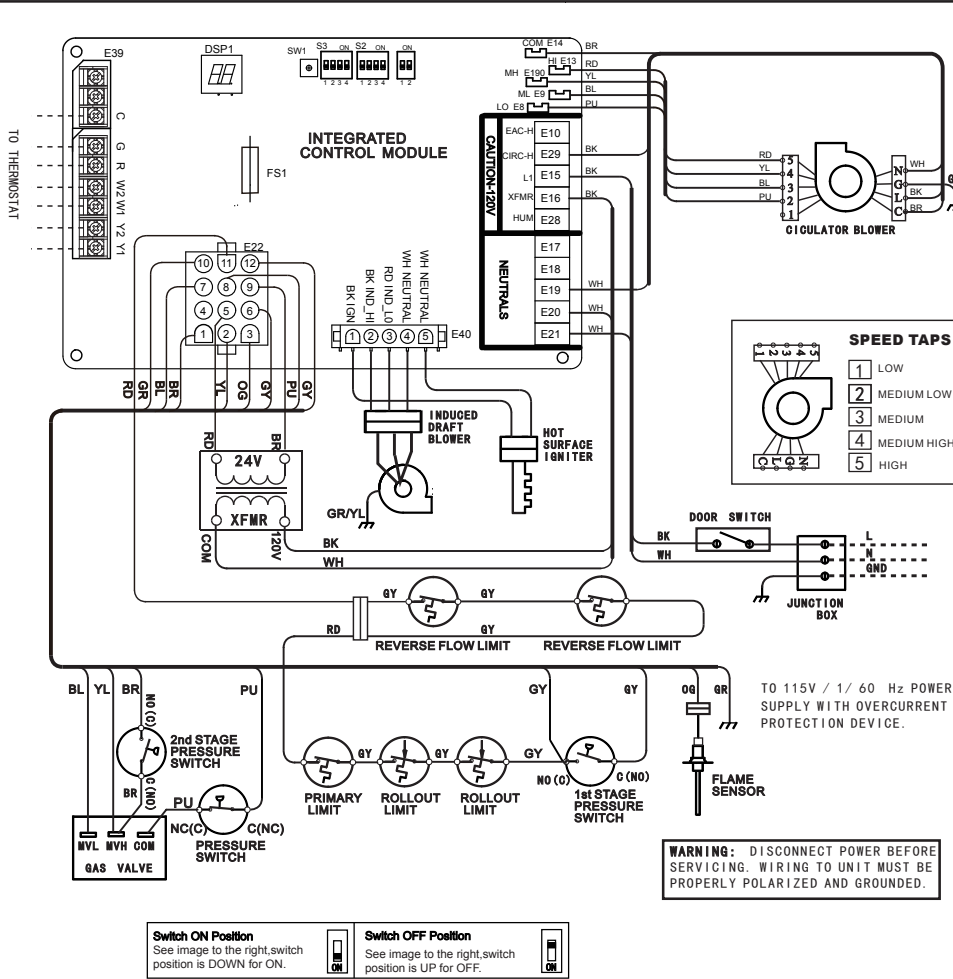 E39
DSP1
SW1
S3 ON
S2 ON
ON
1 2 3 4
1 2 3 4
1 2
COM E14
HI E13
MH E190
ML E9
LO E8
BR
RD
YL
BL
PU
TO THERMOSTAT
C
G
R
W2
W1
Y2
Y1
INTEGRATED
CONTROL MODULE
FS1
CAUTION-120V
EAC-H E10
CIRC-H E29 BK
L1 E15 BK
XFMR E16 BK
HUM E28
NEUTRALS
E17
E18
E19 WH
E20 WH
E21 WH
RD 5
YL 4
BL 3
PU 2
1
N WH
G
L BK
C BR
CICULATOR BLOWER
E22
10 11 12
7 8 9
4 5 6
1 2 3
BK IGN
BK IND_HI
RD IND_LO
WH NEUTRAL
WH NEUTRAL
1 2 3 4 5
E40
RD
GR
BL
BR
YL
OG
GY
PU
GY
SPEED TAPS
1 2 3 4 5
C L G N
1 LOW
2 MEDIUM LOW
3 MEDIUM
4 MEDIUM HIGH
5 HIGH
INDUCED
DRAFT
BLOWER
HOT
SURFACE
IGNITER
GR/YL
RD
BR
24V
XFMR
COM
120V
BK
WH
DOOR SWITCH
BK
WH
L
N
GND
JUNCTION
BOX
GY
GY
RD
GY
REVERSE FLOW LIMIT
REVERSE FLOW LIMIT
BL
YL
BR
PU
GY
GY
OG
GR
TO 115V / 1/ 60 Hz POWER
SUPPLY WITH OVERCURRENT
PROTECTION DEVICE.
NO (C)
2nd STAGE
PRESSURE
SWITCH
C (NO)
BR
PU
NC(C)
C(NC)
PRESSURE
SWITCH
MVL MVH COM
GAS VALVE
GY
GY
GY
PRIMARY
LIMIT
ROLLOUT
LIMIT
ROLLOUT
LIMIT
NO (C)
C (NO)
1st STAGE
PRESSURE
SWITCH
FLAME
SENSOR
WARNING: DISCONNECT POWER BEFORE
SERVICING. WIRING TO UNIT MUST BE
PROPERLY POLARIZED AND GROUNDED.
Switch ON Position
See image to the right,switch
position is DOWN for ON.
ON
Switch OFF Position
See image to the right,switch
position is UP for OFF.
ON